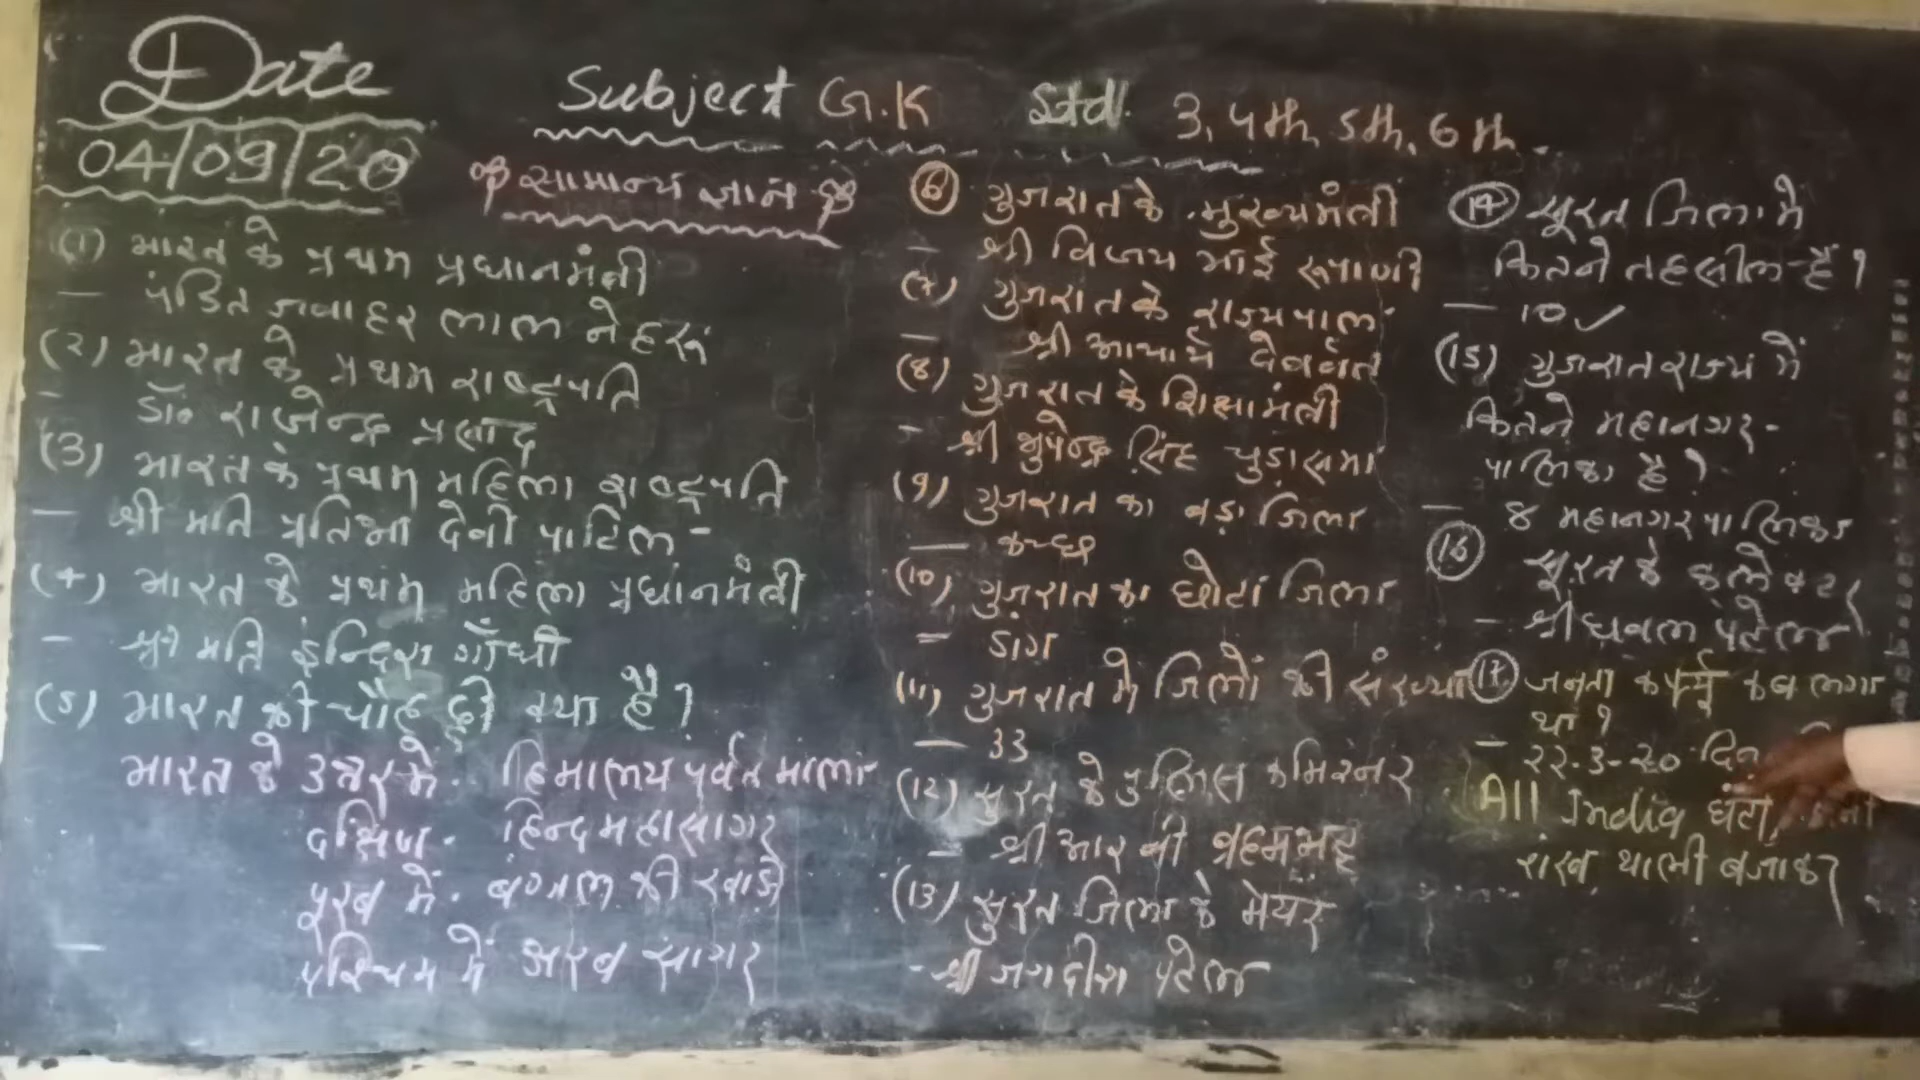 Date
04/09/20
Subject G.K Std. 3, 4th, 5th, 6th.
सामान्य ज्ञान
(1) भारत के प्रथम प्रधानमंत्री
— पंडित जवाहर लाल नेहरू
(2) भारत के प्रथम राष्ट्रपति
- डॉ. राजेन्द्र प्रसाद
(3) भारत के प्रथम महिला राष्ट्रपति
— श्री मति प्रतिभा देवी पाटिल -
(4) भारत के प्रथम महिला प्रधानमंत्री
- श्री मति इन्दिरा गाँधी
(5) भारत की चौहद्दी क्या है?
भारत के उत्तर में. हिमालय पर्वत माला
दक्षिण. हिन्द महासागर
पूरब में. बंगाल की खाड़ी
— पश्चिम में अरब सागर
(6) गुजरात के मुख्यमंत्री
— श्री विजय भाई रूपाणी
(7) गुजरात के राज्यपाल
— श्री आचार्य देवव्रत
(8) गुजरात के शिक्षामंत्री
- श्री भुपेन्द्र सिंह चुड़ासमा
(9) गुजरात का बड़ा जिला
— कच्छ
(10) गुजरात का छोटा जिला
= डांग
(11) गुजरात मे जिलों की संख्या
— 33
(12) सुरत के पुलिस कमिश्नर
— श्री आर बी ब्रहमभट्ट
(13) सुरत जिला के मेयर
- श्री जगदीश पटेल
(14) सूरत जिला मे
कितने तहसील है?
— 10 ✓
(15) गुजरात राज्य में
कितने महानगर-
पालिका है?
— 8 महानगर पालिका
(16) सूरत के कलेक्टर
- श्री धवल पटेल
(17) जनता कर्फ्यू कब लगा
था?
- 22-3-20 दिन
All India घंटा,
शंख, थाली बजाकर